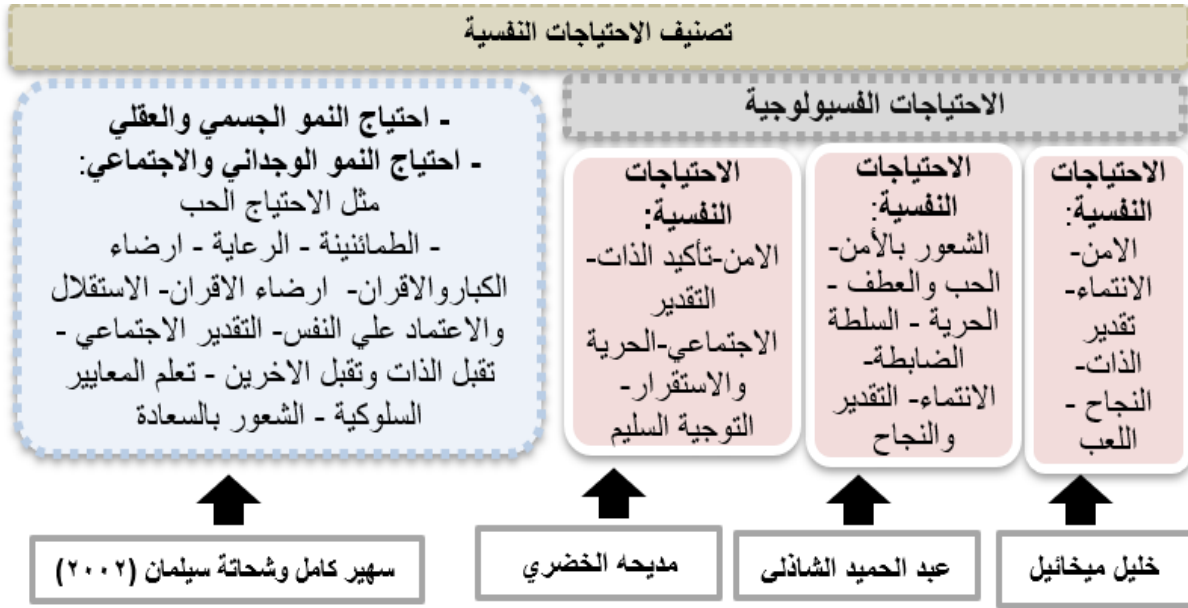 تصنيف الاحتياجات النفسية
الاحتياجات الفسيولوجية
الاحتياجات
النفسية:
الامن-
الانتماء-
تقدير
الذات-
النجاح -
اللعب
الاحتياجات
النفسية:
الشعور بالأمن-
الحب والعطف -
الحرية - السلطة
الضابطة-
الانتماء- التقدير
والنجاح
الاحتياجات
النفسية:
الامن-تأكيد الذات-
التقدير
الاجتماعي-الحرية
والاستقرار-
التوجية السليم
- احتياج النمو الجسمي والعقلي
- احتياج النمو الوجداني والاجتماعي:
مثل الاحتياج الحب
- الطمائنينة - الرعاية - ارضاء
الكباروالاقران- ارضاء الاقران- الاستقلال
والاعتماد علي النفس- التقدير الاجتماعي -
تقبل الذات وتقبل الاخرين - تعلم المعايير
السلوكية - الشعور بالسعادة
خليل ميخائيل
عبد الحميد الشاذلى
مديحه الخضري
سهير كامل وشحاتة سيلمان (٢٠٠٢)